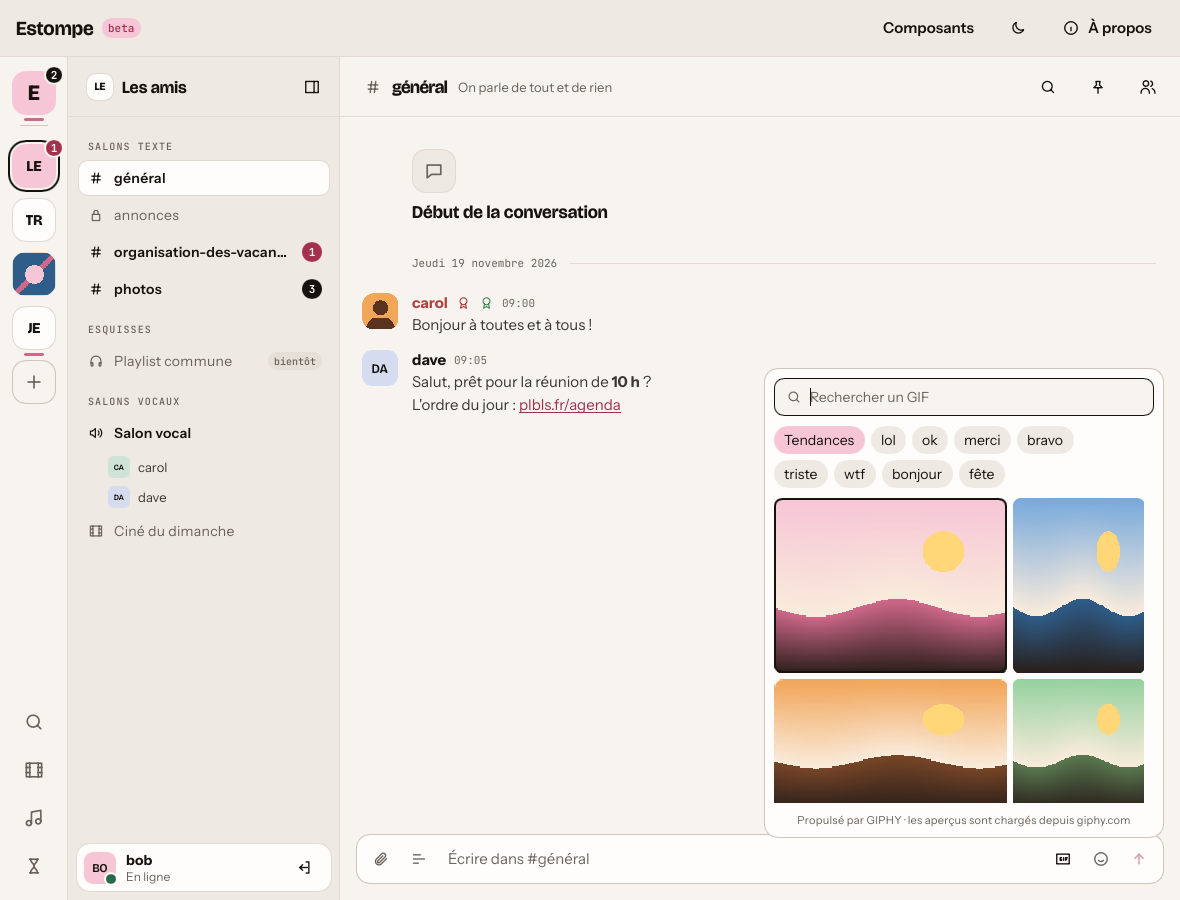 Estompe beta
Composants
À propos
E 2
LE 1
TR
JE
LE Les amis
SALONS TEXTE
général
annonces
organisation-des-vacan… 1
photos 3
ESQUISSES
Playlist commune bientôt
SALONS VOCAUX
Salon vocal
CA carol
DA dave
Ciné du dimanche
BO bob
En ligne
# général On parle de tout et de rien
Début de la conversation
Jeudi 19 novembre 2026
carol 09:00
Bonjour à toutes et à tous !
DA dave 09:05
Salut, prêt pour la réunion de 10 h ?
L'ordre du jour : plbls.fr/agenda
Rechercher un GIF
Tendances lol ok merci bravo
triste wtf bonjour fête
Propulsé par GIPHY · les aperçus sont chargés depuis giphy.com
Écrire dans #général
GIF